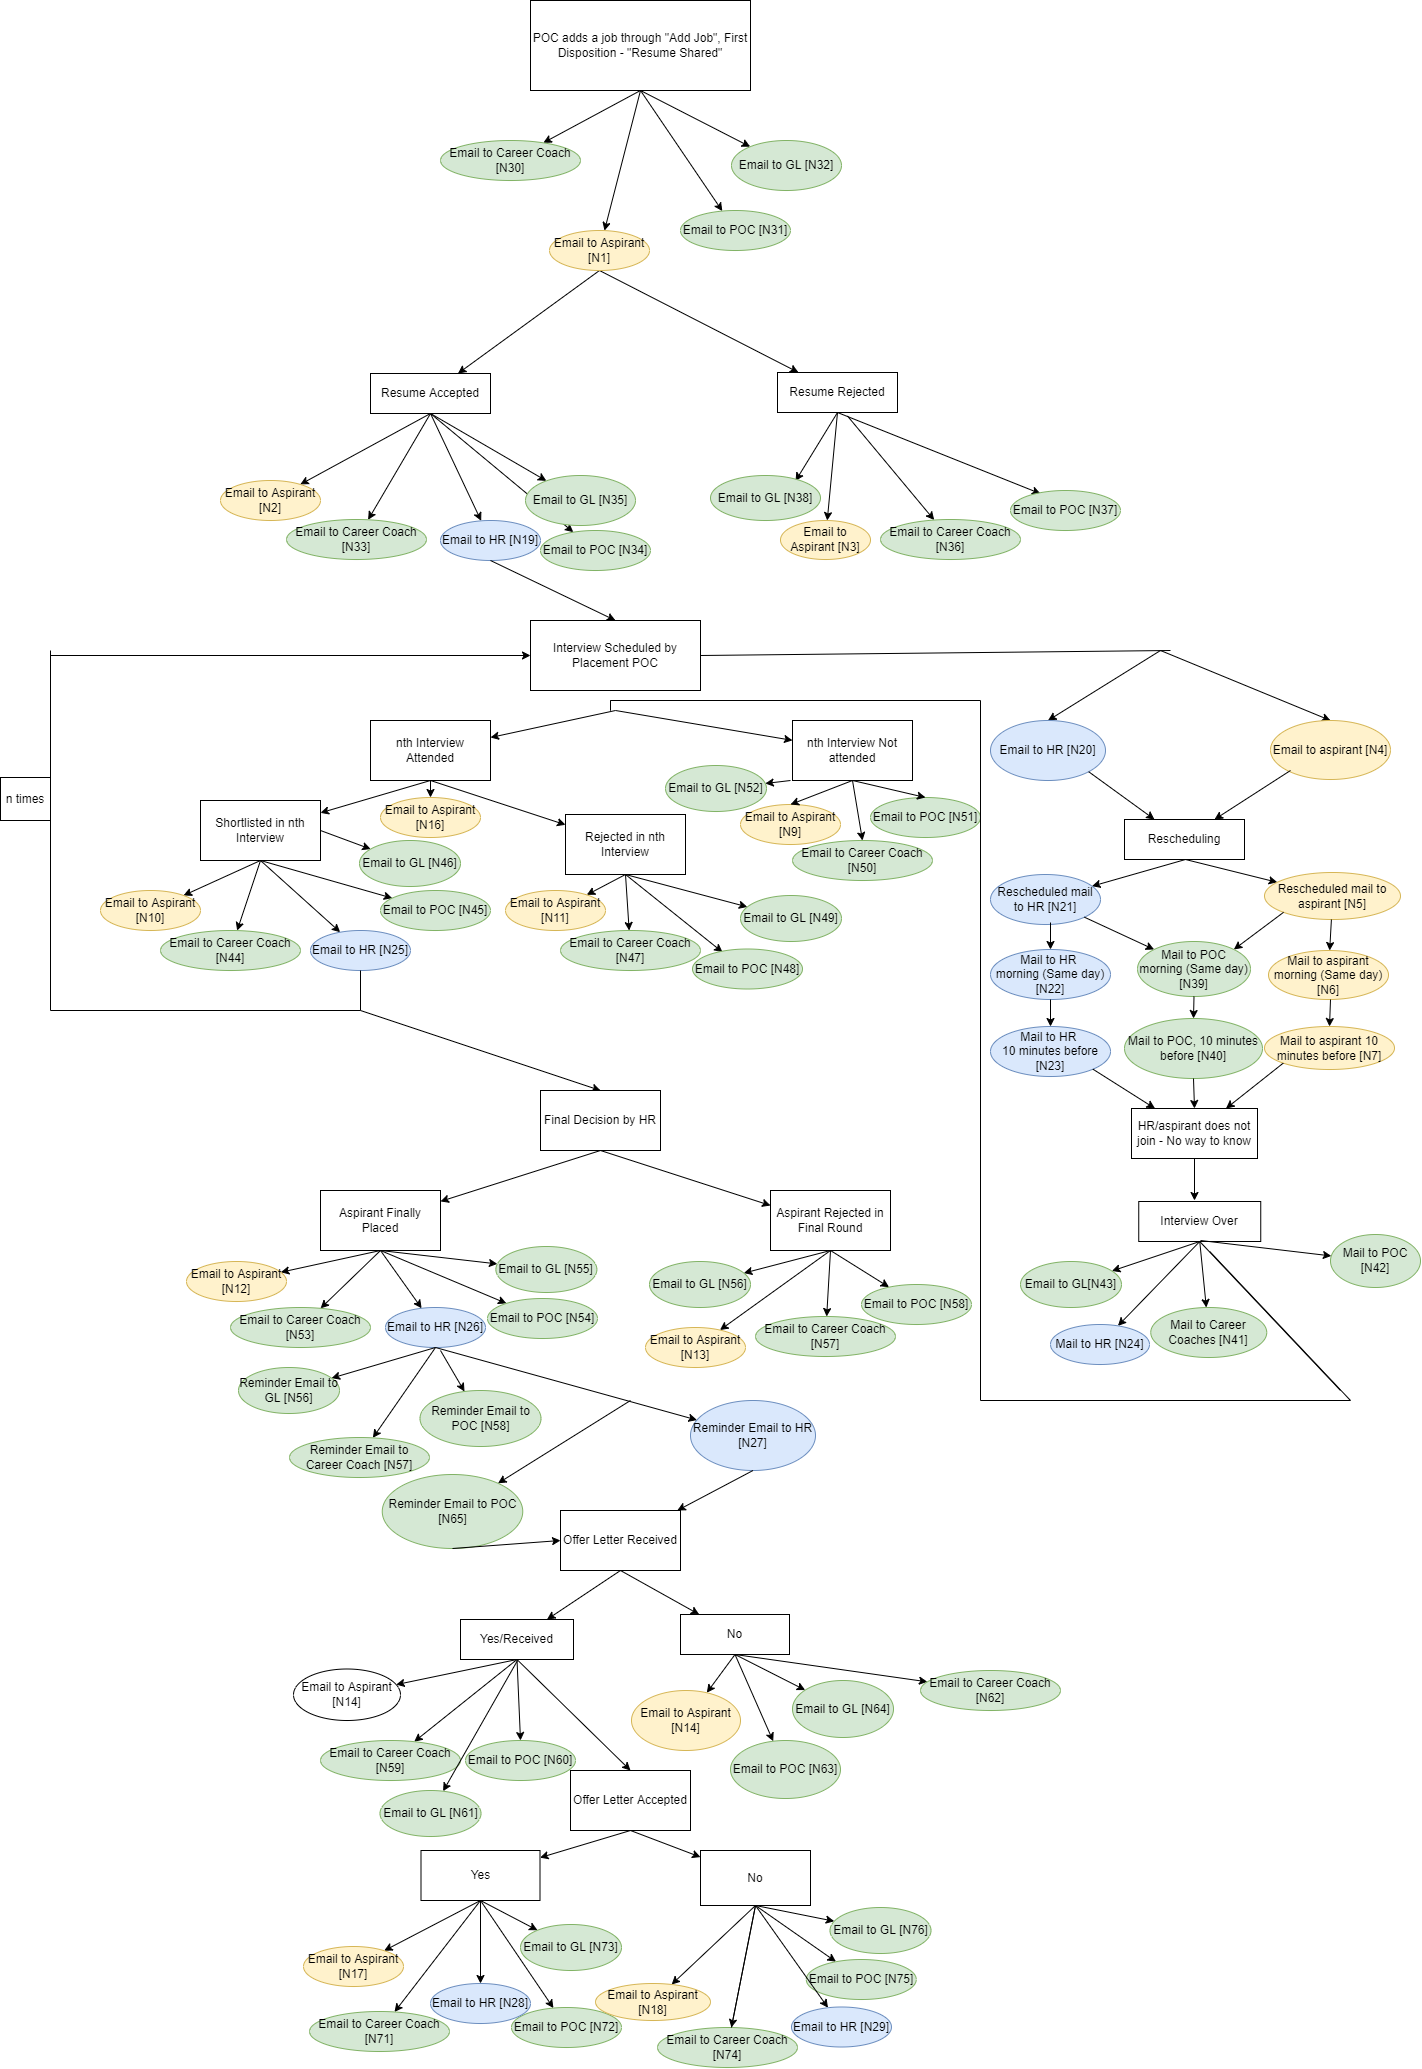 POC adds a job through "Add Job", First
Disposition - "Resume Shared"
Email to Career Coach
[N30]
Email to GL [N32]
Email to POC [N31]
Email to Aspirant
[N1]
Resume Accepted
Resume Rejected
Email to Aspirant
[N2]
Email to Career Coach
[N33]
Email to HR [N19]
Email to GL [N35]
Email to POC [N34]
Email to GL [N38]
Email to
Aspirant [N3]
Email to Career Coach
[N36]
Email to POC [N37]
Interview Scheduled by
Placement POC
n times
nth Interview
Attended
nth Interview Not
attended
Email to HR [N20]
Email to aspirant [N4]
Shortlisted in nth
Interview
Email to Aspirant
[N16]
Email to GL [N46]
Rejected in nth
Interview
Email to GL [N52]
Email to Aspirant
[N9]
Email to POC [N51]
Email to Career Coach
[N50]
Rescheduling
Email to Aspirant
[N10]
Email to Career Coach
[N44]
Email to HR [N25]
Email to POC [N45]
Email to Aspirant
[N11]
Email to Career Coach
[N47]
Email to POC [N48]
Email to GL [N49]
Rescheduled mail
to HR [N21]
Rescheduled mail to
aspirant [N5]
Mail to HR
morning (Same day)
[N22]
Mail to POC
morning (Same day)
[N39]
Mail to aspirant
morning (Same day)
[N6]
Mail to HR
10 minutes before
[N23]
Mail to POC, 10 minutes
before [N40]
Mail to aspirant 10
minutes before [N7]
HR/aspirant does not
join - No way to know
Interview Over
Email to GL[N43]
Mail to HR [N24]
Mail to Career
Coaches [N41]
Mail to POC
[N42]
Final Decision by HR
Aspirant Finally
Placed
Aspirant Rejected in
Final Round
Email to Aspirant
[N12]
Email to Career Coach
[N53]
Email to HR [N26]
Email to GL [N55]
Email to POC [N54]
Email to GL [N56]
Email to Aspirant
[N13]
Email to Career Coach
[N57]
Email to POC [N58]
Reminder Email to
GL [N56]
Reminder Email to
Career Coach [N57]
Reminder Email to
POC [N58]
Reminder Email to HR
[N27]
Reminder Email to POC
[N65]
Offer Letter Received
Yes/Received
No
Email to Aspirant
[N14]
Email to Career Coach
[N59]
Email to GL [N61]
Email to POC [N60]
Email to Aspirant
[N14]
Email to POC [N63]
Email to GL [N64]
Email to Career Coach
[N62]
Offer Letter Accepted
Yes
No
Email to Aspirant
[N17]
Email to Career Coach
[N71]
Email to HR [N28]
Email to GL [N73]
Email to POC [N72]
Email to Aspirant
[N18]
Email to Career Coach
[N74]
Email to GL [N76]
Email to POC [N75]
Email to HR [N29]